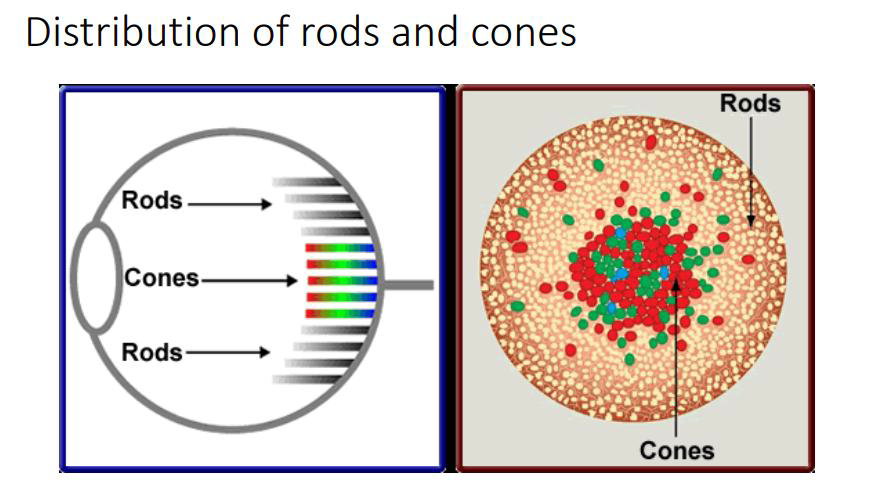 Distribution of rods and cones
Rods
Cones
Rods
Rods
Cones